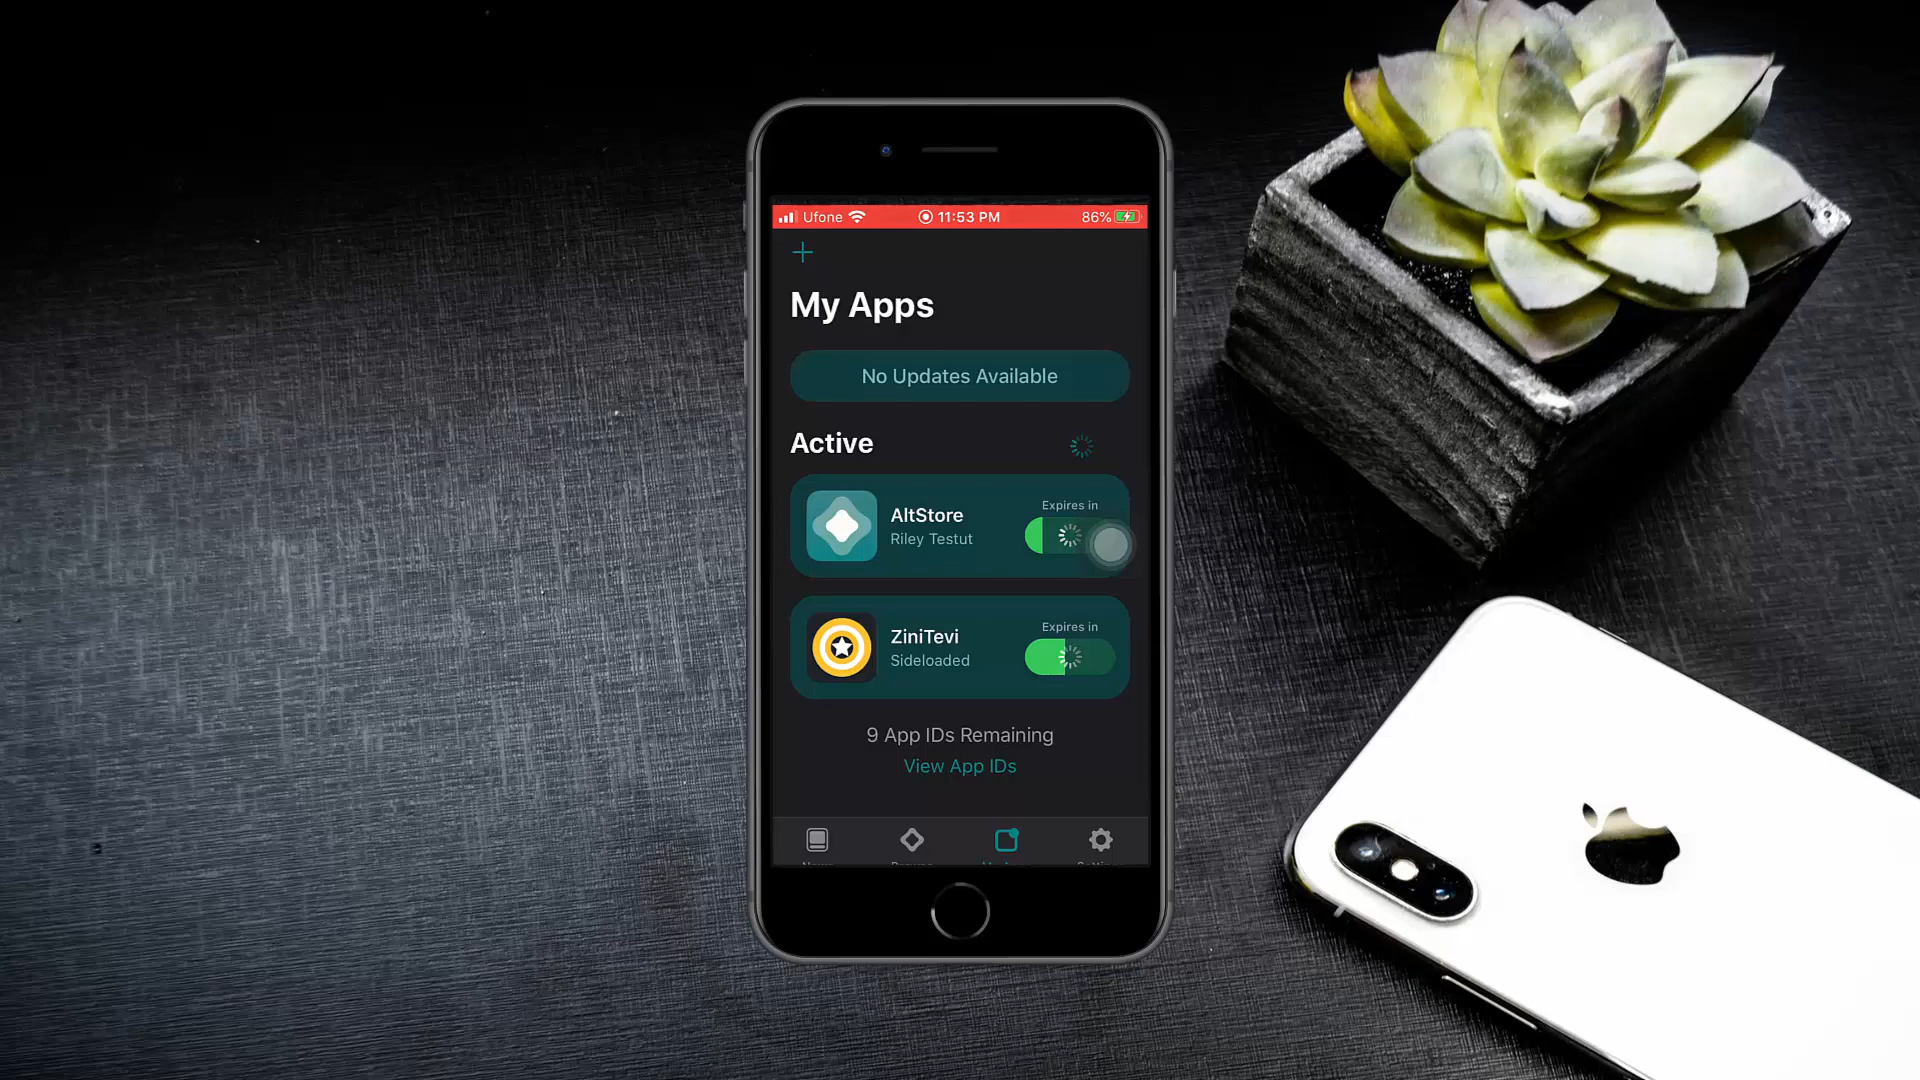 Ufone 11:53 PM 86%
My Apps
No Updates Available
Active
AltStore
Riley Testut
Expires in
ZiniTevi
Sideloaded
Expires in
9 App IDs Remaining
View App IDs